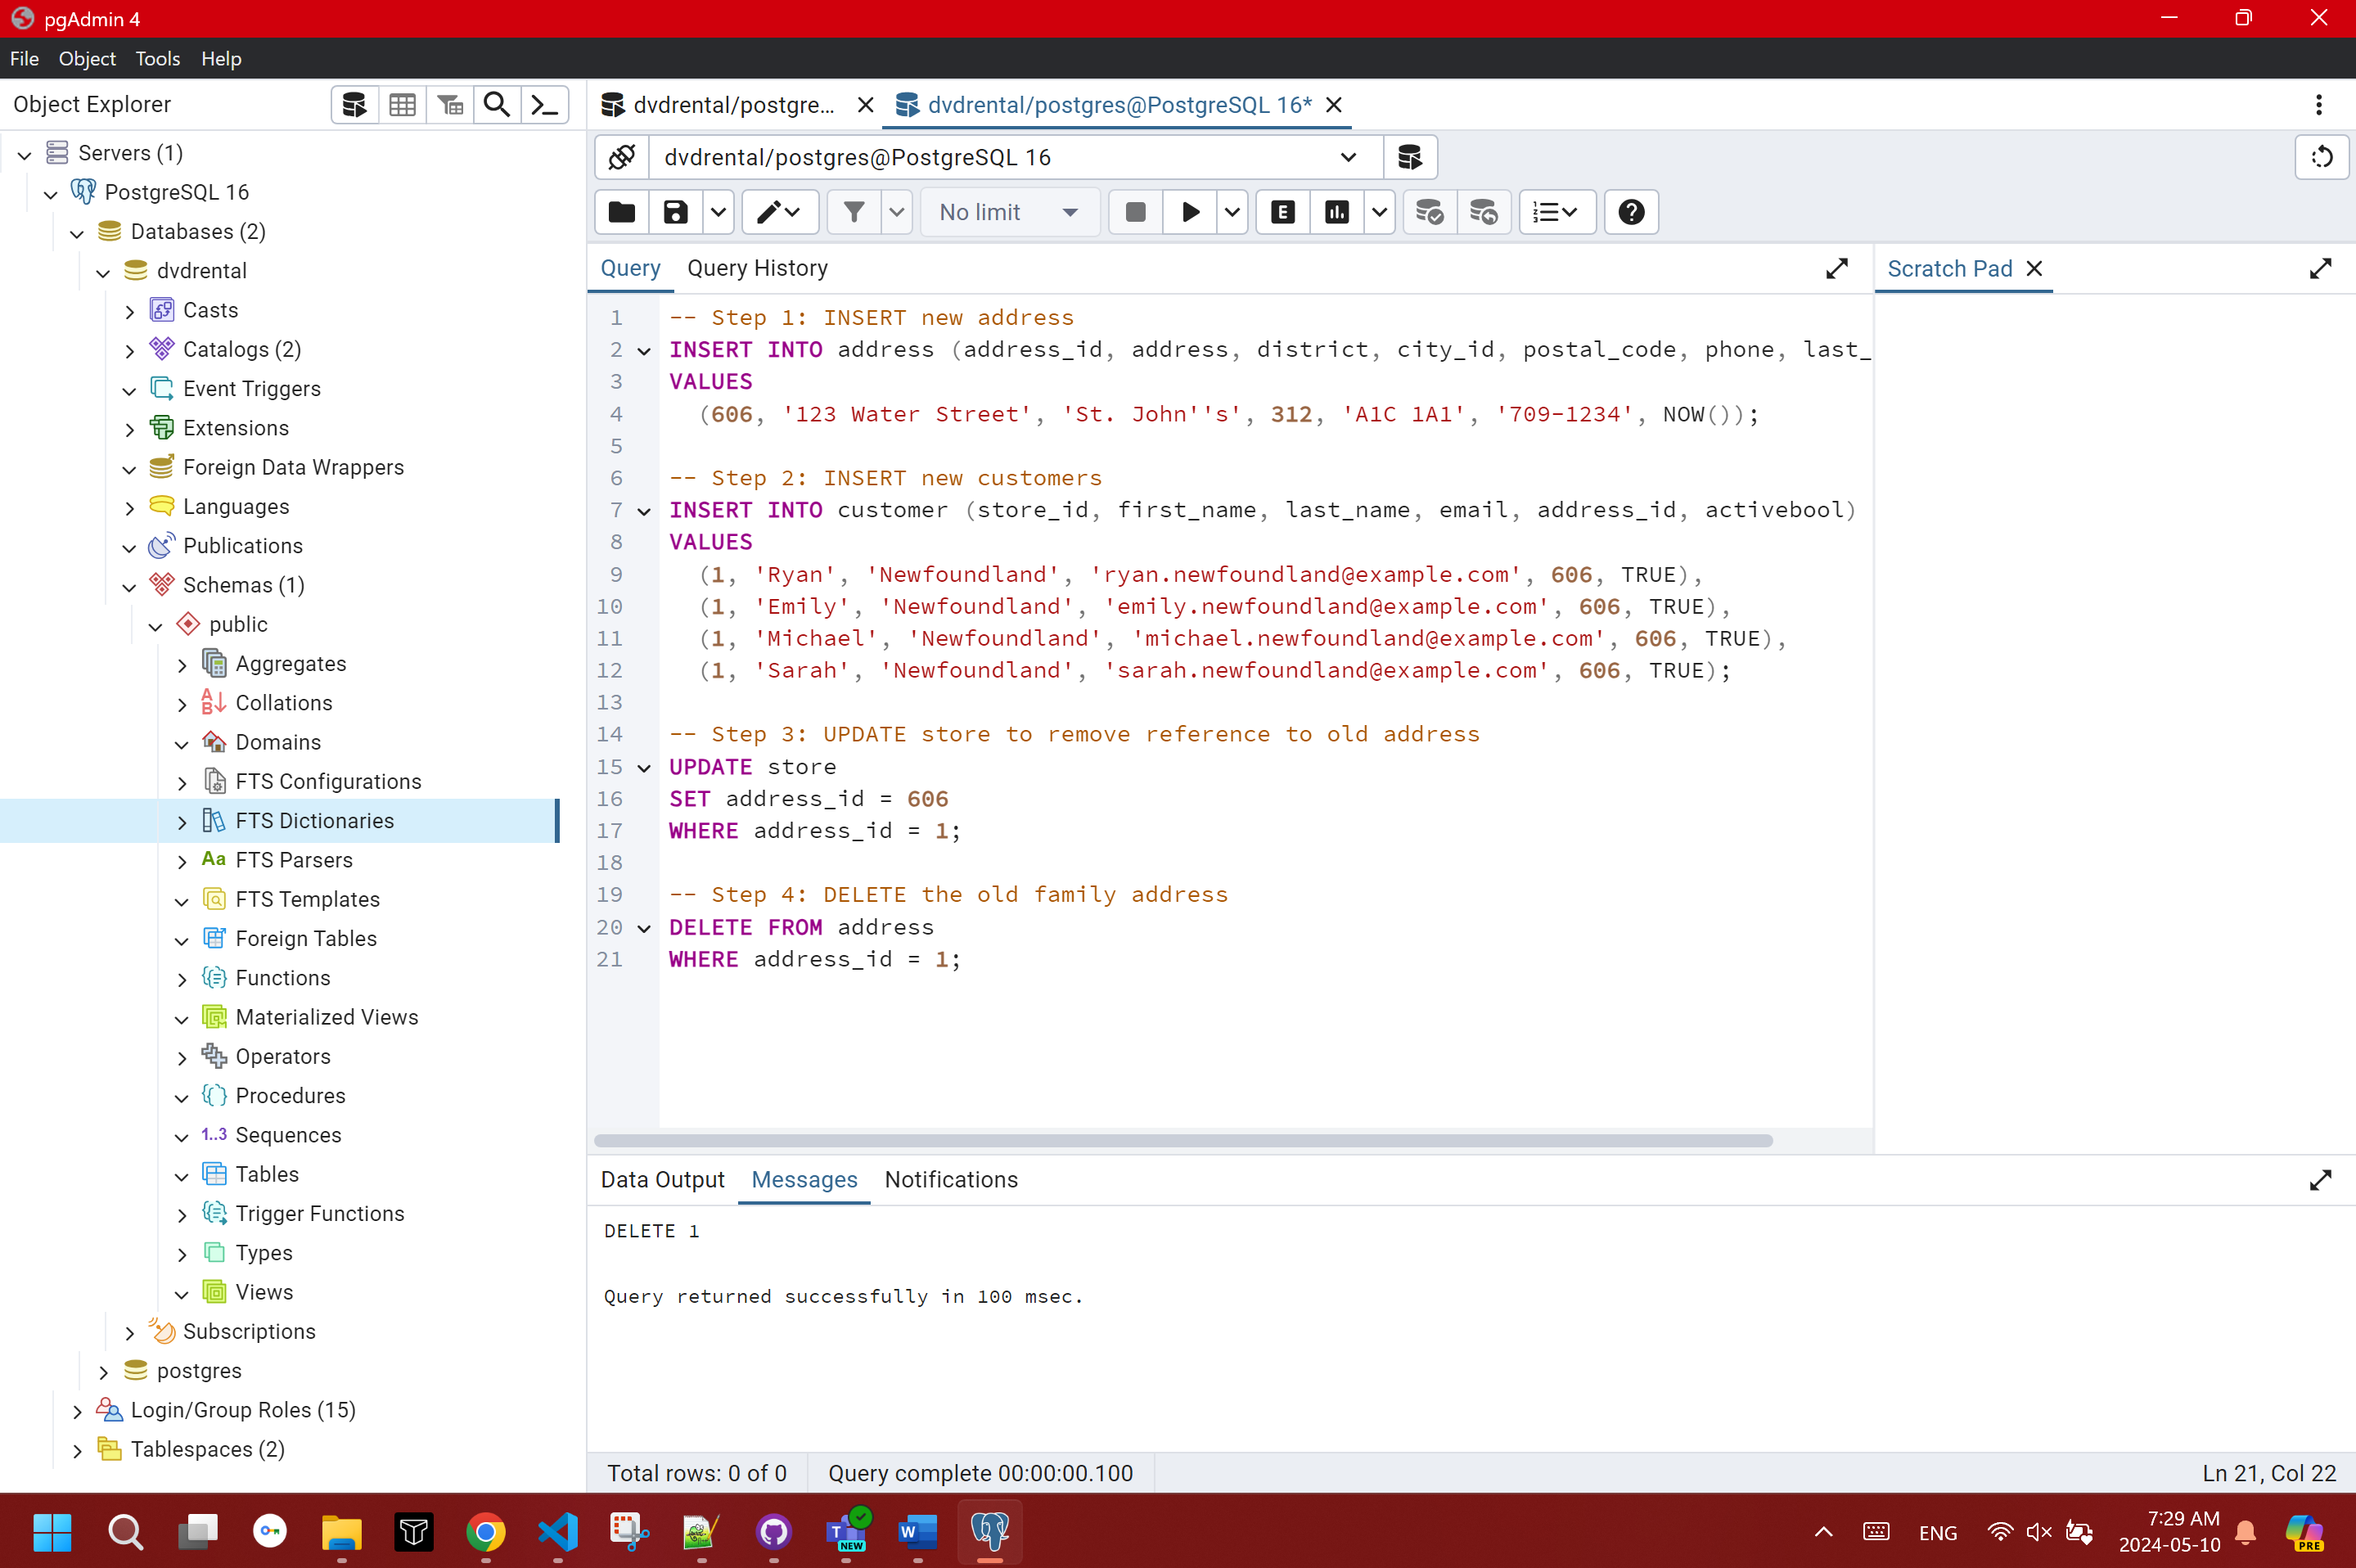 pgAdmin 4
File Object Tools Help
Object Explorer
Servers (1)
PostgreSQL 16
Databases (2)
dvdrental
Casts
Catalogs (2)
Event Triggers
Extensions
Foreign Data Wrappers
Languages
Publications
Schemas (1)
public
Aggregates
Collations
Domains
FTS Configurations
FTS Dictionaries
Aa FTS Parsers
FTS Templates
Foreign Tables
Functions
Materialized Views
Operators
Procedures
1..3 Sequences
Tables
Trigger Functions
Types
Views
Subscriptions
postgres
Login/Group Roles (15)
Tablespaces (2)
dvdrental/postgre... dvdrental/postgres@PostgreSQL 16*
dvdrental/postgres@PostgreSQL 16
No limit E
Query Query History
1 -- Step 1: INSERT new address
2 INSERT INTO address (address_id, address, district, city_id, postal_code, phone, last_
3 VALUES
4 (606, '123 Water Street', 'St. John''s', 312, 'A1C 1A1', '709-1234', NOW());
5
6 -- Step 2: INSERT new customers
7 INSERT INTO customer (store_id, first_name, last_name, email, address_id, activebool)
8 VALUES
9 (1, 'Ryan', 'Newfoundland', 'ryan.newfoundland@example.com', 606, TRUE),
10 (1, 'Emily', 'Newfoundland', 'emily.newfoundland@example.com', 606, TRUE),
11 (1, 'Michael', 'Newfoundland', 'michael.newfoundland@example.com', 606, TRUE),
12 (1, 'Sarah', 'Newfoundland', 'sarah.newfoundland@example.com', 606, TRUE);
13
14 -- Step 3: UPDATE store to remove reference to old address
15 UPDATE store
16 SET address_id = 606
17 WHERE address_id = 1;
18
19 -- Step 4: DELETE the old family address
20 DELETE FROM address
21 WHERE address_id = 1;
Scratch Pad
Data Output Messages Notifications
DELETE 1
Query returned successfully in 100 msec.
Total rows: 0 of 0 Query complete 00:00:00.100 Ln 21, Col 22
T NEW W ENG 7:29 AM PRE
2024-05-10